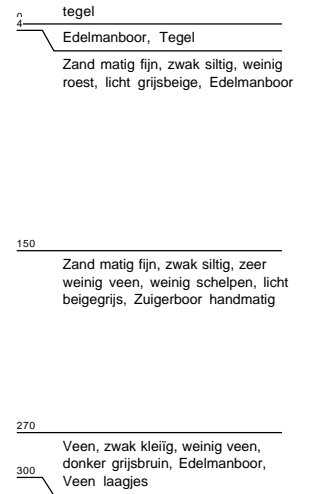 0
tegel
4
Edelmanboor, Tegel
Zand matig fijn, zwak siltig, weinig
roest, licht grijsbeige, Edelmanboor
150
Zand matig fijn, zwak siltig, zeer
weinig veen, weinig schelpen, licht
beigegrijs, Zuigerboor handmatig
270
Veen, zwak kleiïg, weinig veen,
donker grijsbruin, Edelmanboor,
300
Veen laagjes